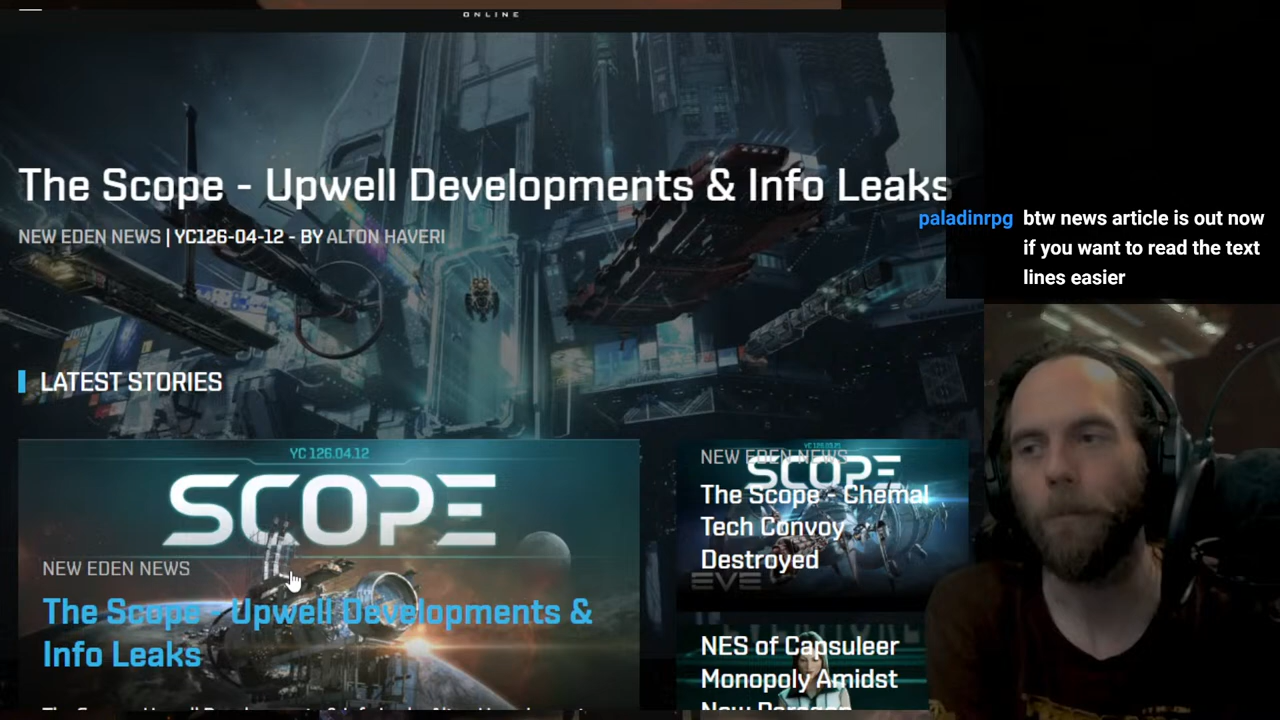 ONLINE
The Scope - Upwell Developments & Info Leaks
NEW EDEN NEWS | YC126-04-12 - BY ALTON HAVERI
paladinrpg btw news article is out now
if you want to read the text
lines easier
LATEST STORIES
YC 126.04.12
SCOPE
NEW EDEN NEWS
The Scope - Upwell Developments &
Info Leaks
NEW EDEN NEWS
SCOPE
The Scope - Chemal
Tech Convoy
Destroyed
EVE
NES of Capsuleer
Monopoly Amidst